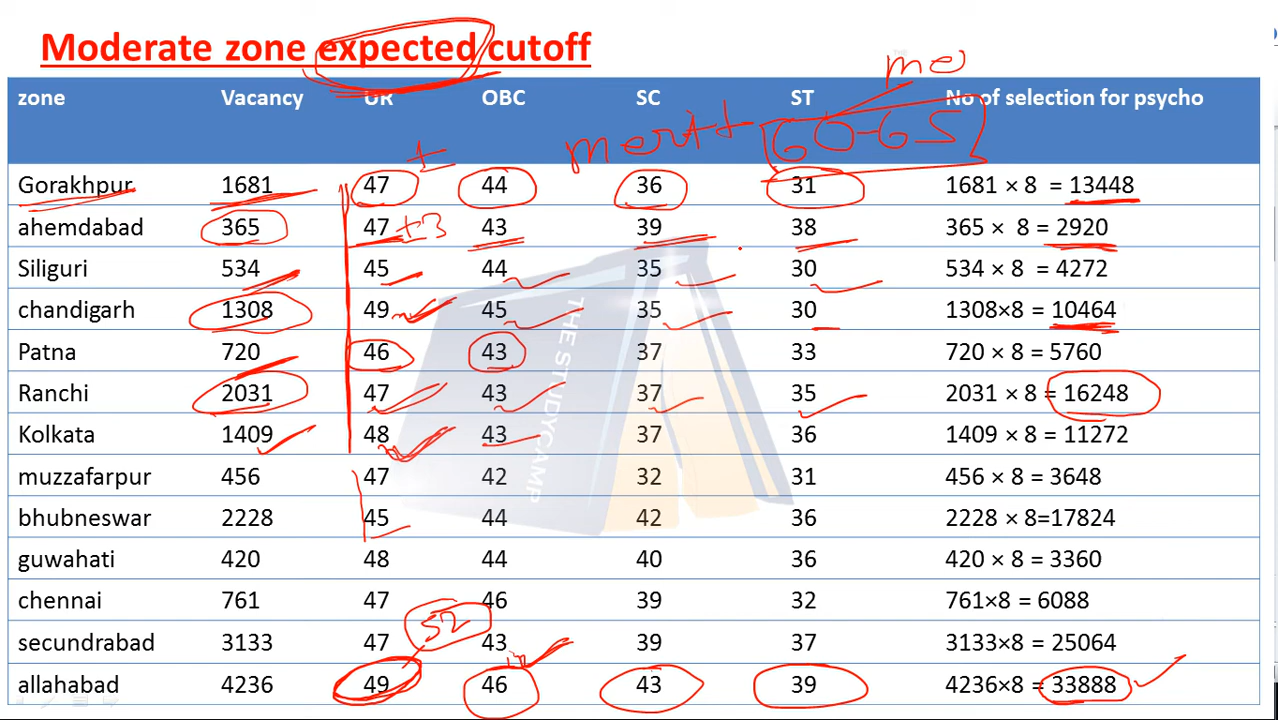 Moderate zone expected cutoff
me
zone Vacancy UR OBC SC ST No of selection for psycho
merit 60-65
±
Gorakhpur 1681 47 44 36 31 1681 × 8 = 13448
ahemdabad 365 47 ±3 43 39 38 365 × 8 = 2920
Siliguri 534 45 44 35 30 534 × 8 = 4272
chandigarh 1308 49 45 35 30 1308×8 = 10464
Patna 720 46 43 37 33 720 × 8 = 5760
Ranchi 2031 47 43 37 35 2031 × 8 = 16248
Kolkata 1409 48 43 37 36 1409 × 8 = 11272
muzzafarpur 456 47 42 32 31 456 × 8 = 3648
bhubneswar 2228 45 44 42 36 2228 × 8=17824
guwahati 420 48 44 40 36 420 × 8 = 3360
chennai 761 47 46 39 32 761×8 = 6088
52
secundrabad 3133 47 43 39 37 3133×8 = 25064
allahabad 4236 49 46 43 39 4236×8 = 33888
THE STUDYCAMP